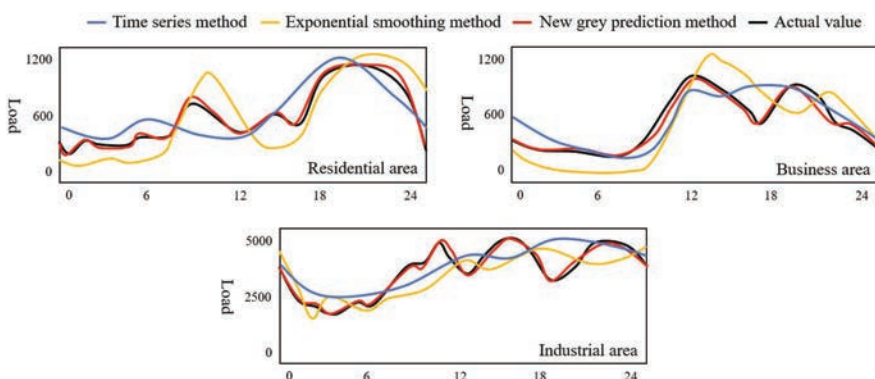 Time series method Exponential smoothing method New grey prediction method Actual value
1200
600
0
Load
Residential area
0 6 12 18 24
1200
600
0
Load
Business area
0 6 12 18 24
5000
2500
0
Load
Industrial area
0 6 12 18 24